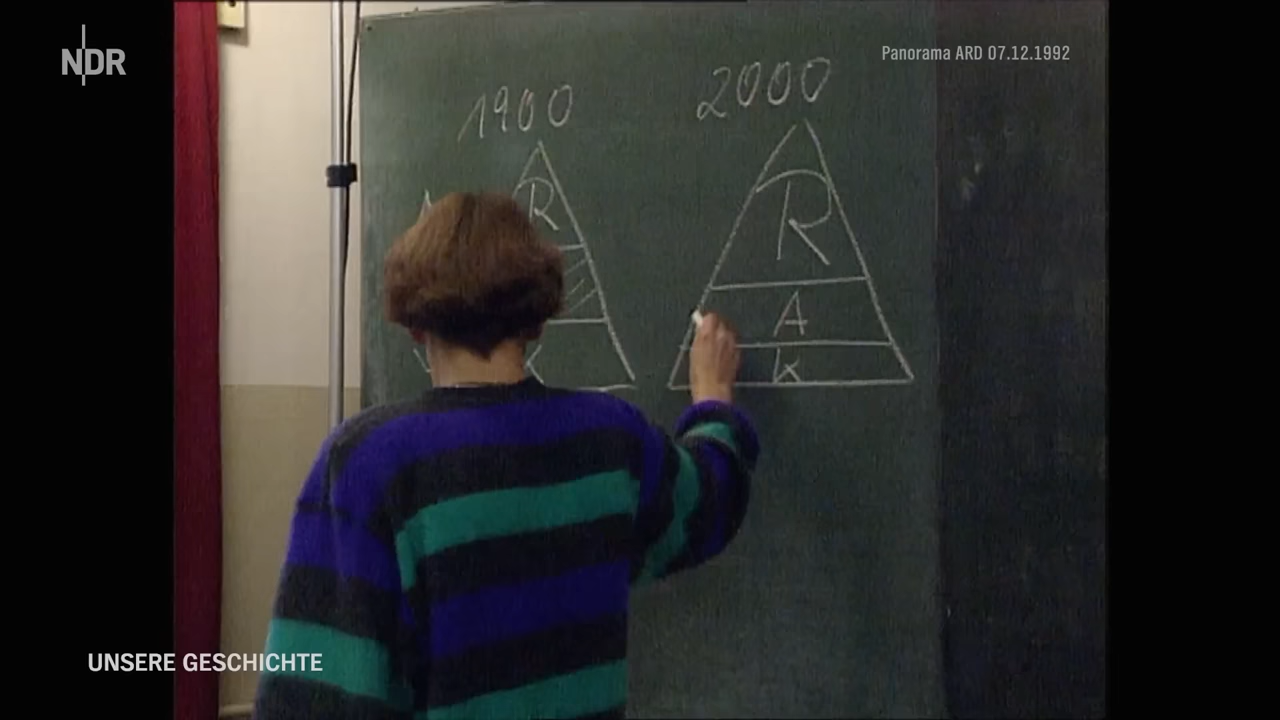 NDR
Panorama ARD 07.12.1992
1900
2000
R
R
A
K
K
UNSERE GESCHICHTE